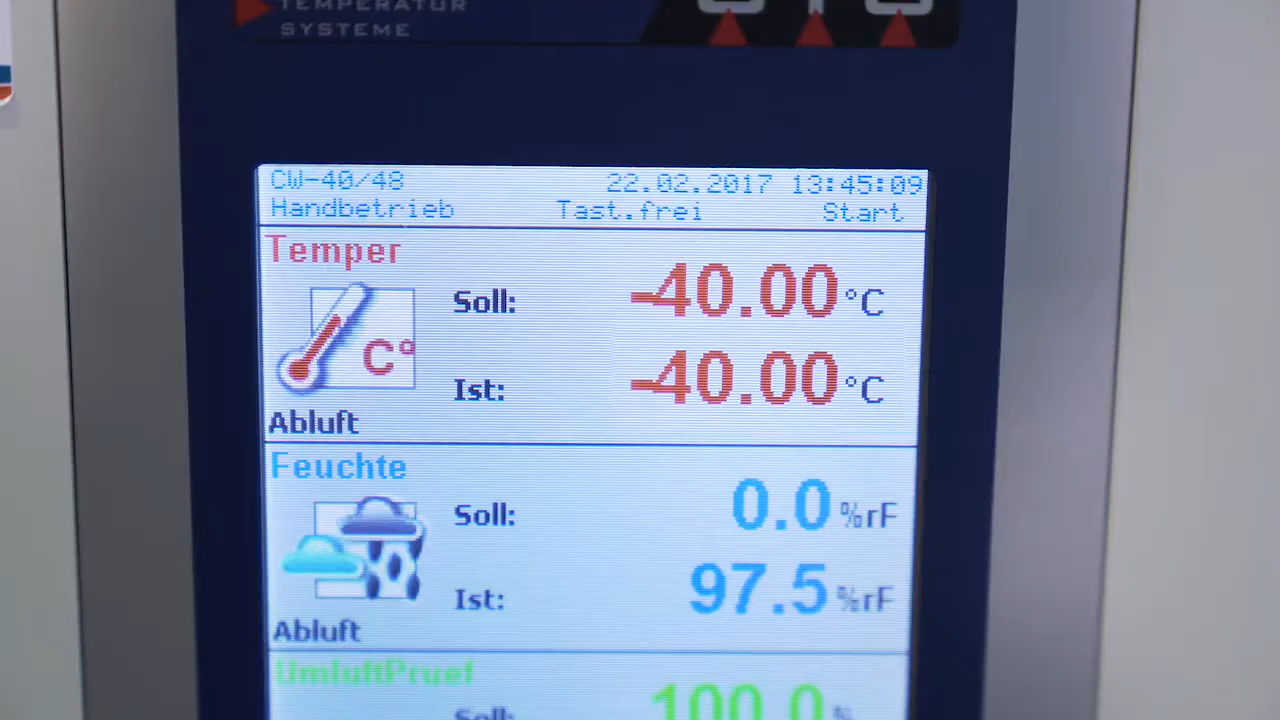 TEMPERATUR
SYSTEME
CW-40/48 22.02.2017 13:45:09
Handbetrieb Tast.frei Start
Temper
Soll: -40.00 °C
C°
Ist: -40.00 °C
Abluft
Feuchte
Soll: 0.0 %rF
Ist: 97.5 %rF
Abluft
UmluftPruef
Soll: 100.0 %